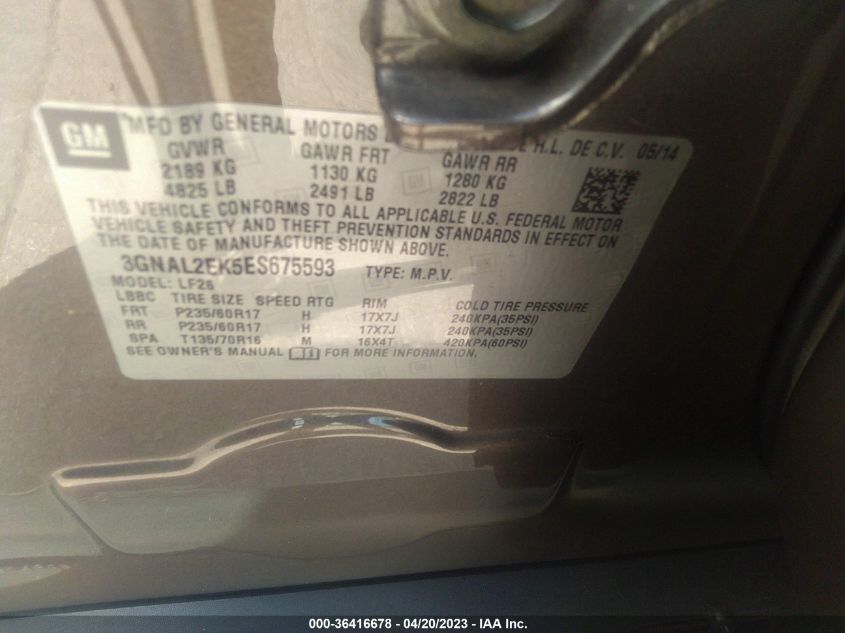 GM
MFD BY GENERAL MOTORS DE H.L. DE C.V. 05/14
GVWR GAWR FRT GAWR RR
2189 KG 1130 KG 1280 KG
4825 LB 2491 LB 2822 LB
THIS VEHICLE CONFORMS TO ALL APPLICABLE U.S. FEDERAL MOTOR
VEHICLE SAFETY AND THEFT PREVENTION STANDARDS IN EFFECT ON
THE DATE OF MANUFACTURE SHOWN ABOVE.
3GNAL2EK5ES675593 TYPE: M.P.V.
MODEL: LF26
LBBC TIRE SIZE SPEED RTG RIM COLD TIRE PRESSURE
FRT P235/60R17 H 17X7J 240KPA(35PSI)
RR P235/60R17 H 17X7J 240KPA(35PSI)
SPA T135/70R16 M 16X4T 420KPA(60PSI)
SEE OWNER'S MANUAL FOR MORE INFORMATION.
000-36416678 - 04/20/2023 - IAA Inc.